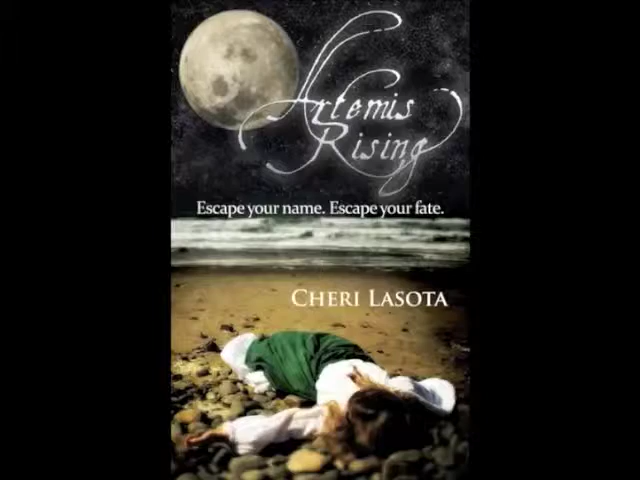 Artemis
Rising
Escape your name. Escape your fate.
CHERI LASOTA